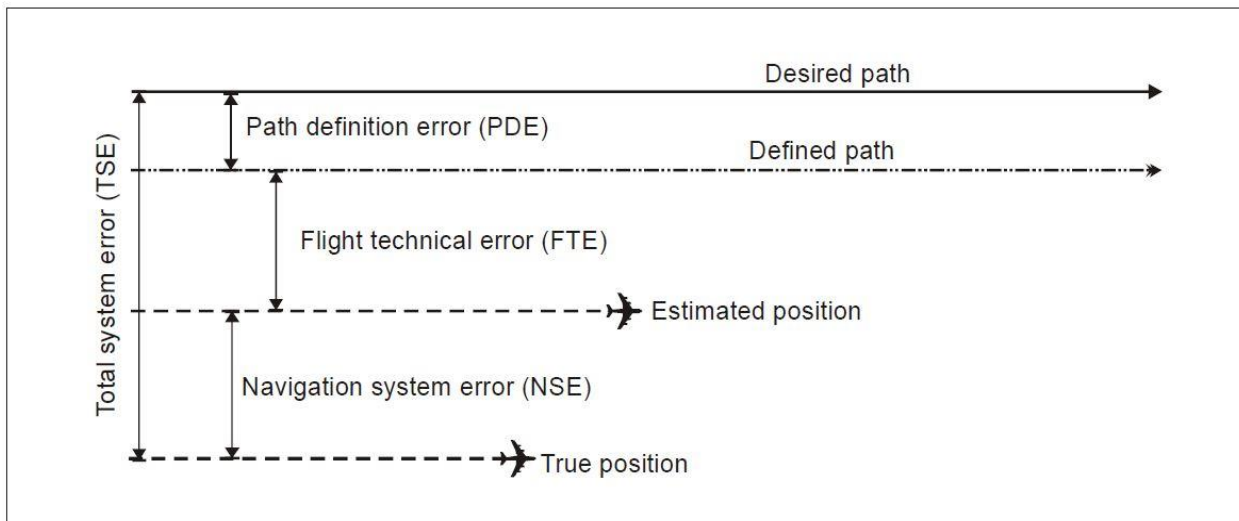 Desired path
Path definition error (PDE)
Defined path
Total system error (TSE)
Flight technical error (FTE)
Estimated position
Navigation system error (NSE)
True position